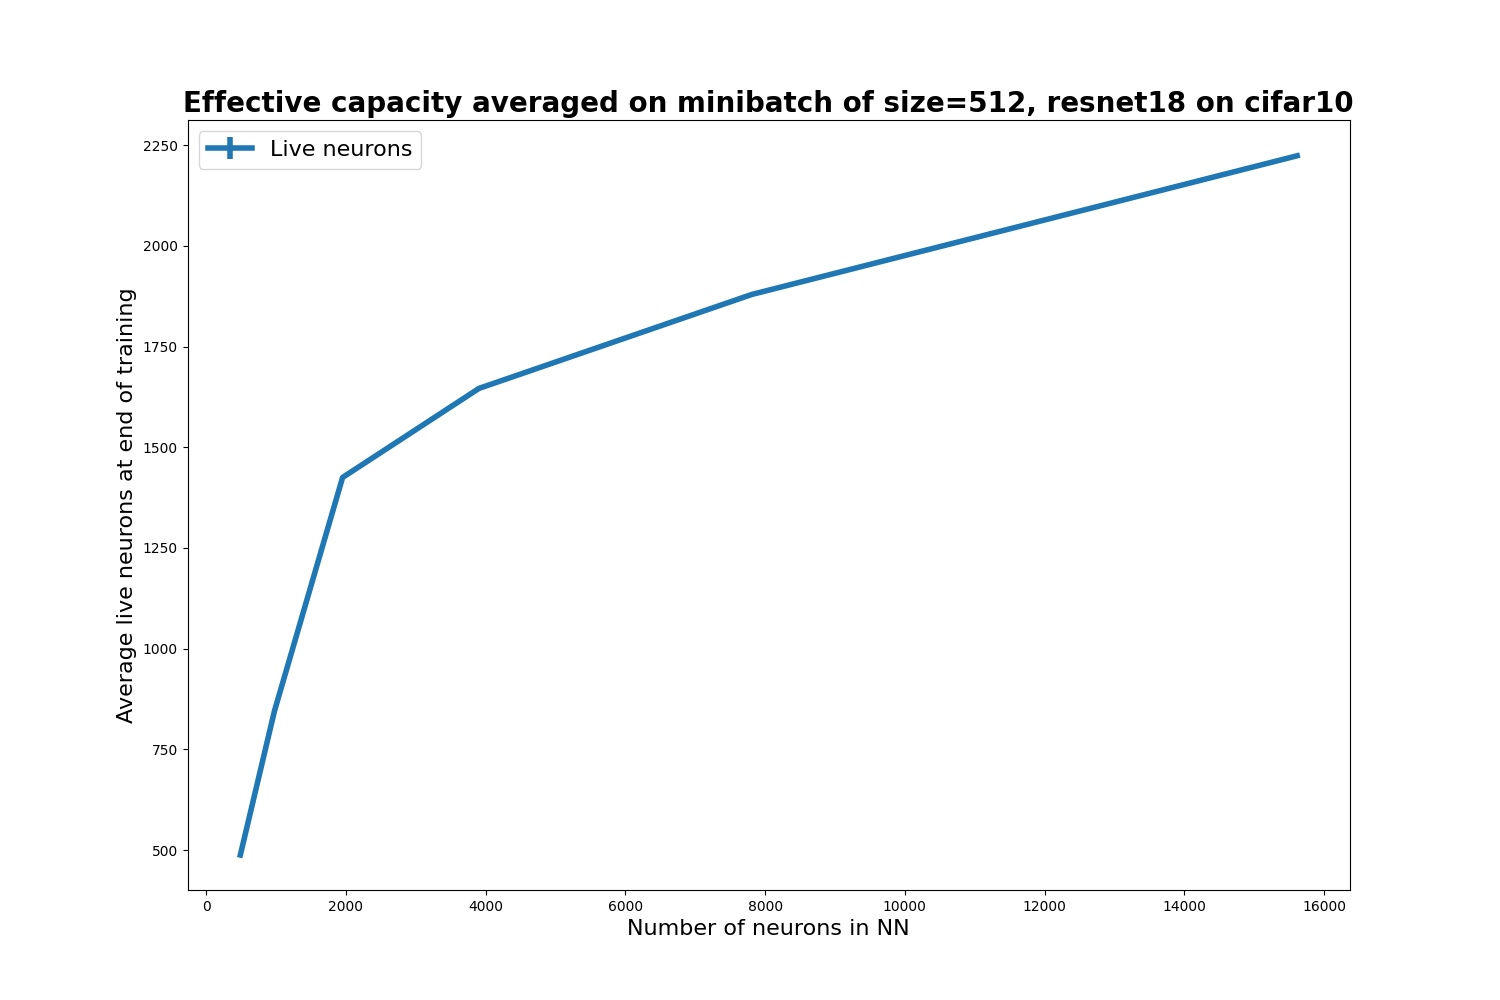 Effective capacity averaged on minibatch of size=512, resnet18 on cifar10
Live neurons
2250
2000
1750
1500
1250
1000
750
500
Average live neurons at end of training
0 2000 4000 6000 8000 10000 12000 14000 16000
Number of neurons in NN